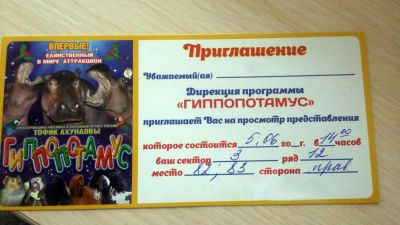 ВПЕРВЫЕ!
ЕДИНСТВЕННЫЙ
В МИРЕ АТТРАКЦИОН
ТОФИК АХУНДОВЫ
ГИППОПОТАМУС
Приглашение
Уважаемый(ая)
Дирекция программы
«ГИППОПОТАМУС»
приглашает Вас на просмотр представления
которое состоится 5.06 20 г. в 14 00 часов
ваш сектор 3 ряд 12
место 82, 83 сторона прав